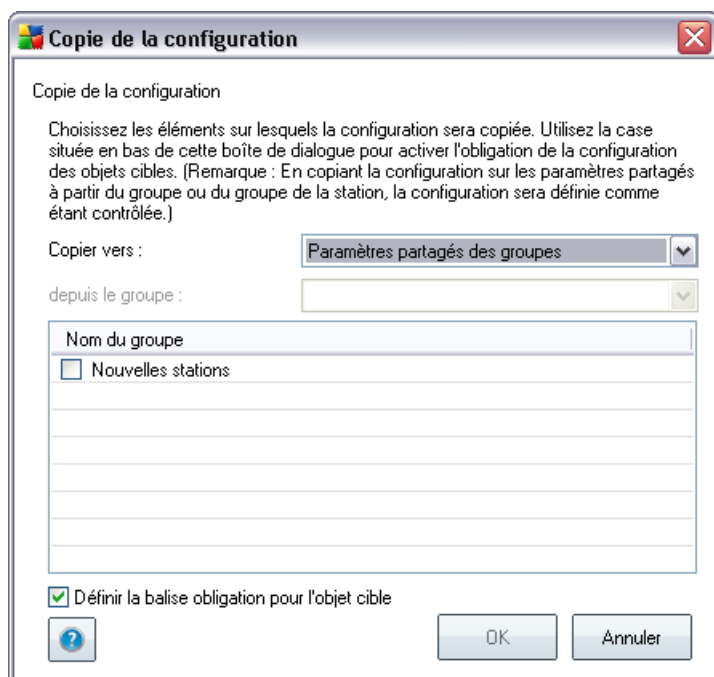 Copie de la configuration
Copie de la configuration
Choisissez les éléments sur lesquels la configuration sera copiée. Utilisez la case
située en bas de cette boîte de dialogue pour activer l'obligation de la configuration
des objets cibles. (Remarque : En copiant la configuration sur les paramètres partagés
à partir du groupe ou du groupe de la station, la configuration sera définie comme
étant contrôlée.)
Copier vers :
Paramètres partagés des groupes
depuis le groupe :
Nom du groupe
Nouvelles stations
Définir la balise obligation pour l'objet cible
?
OK
Annuler